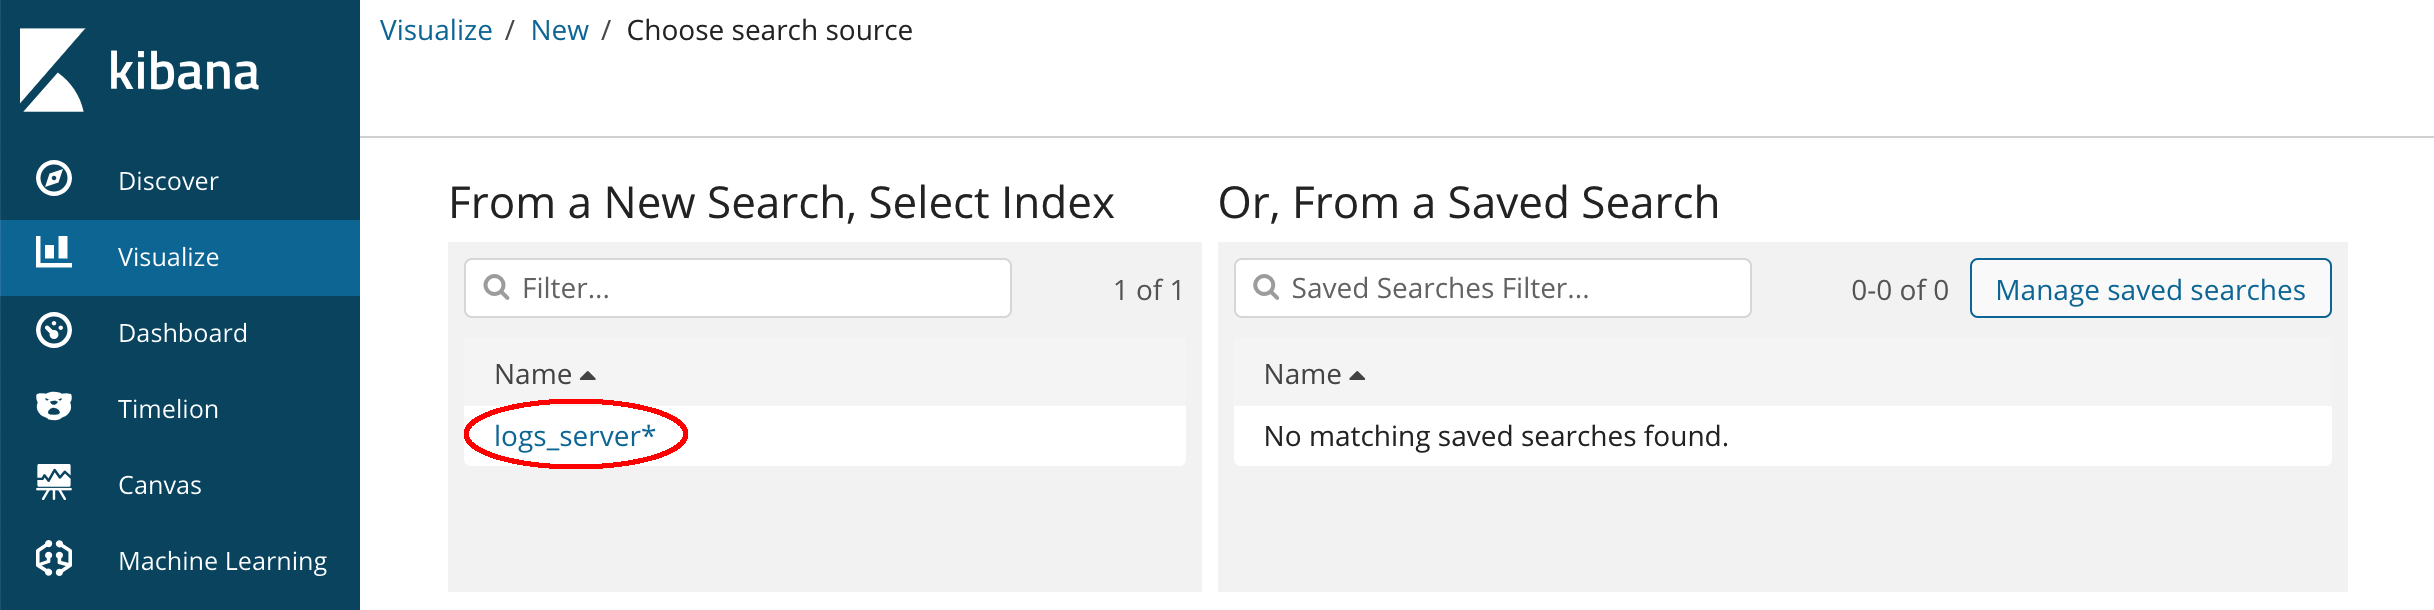 kibana
Discover
Visualize
Dashboard
Timelion
Canvas
Machine Learning
Visualize / New / Choose search source
From a New Search, Select Index
Filter...
1 of 1
Name
logs_server*
Or, From a Saved Search
Saved Searches Filter...
0-0 of 0
Manage saved searches
Name
No matching saved searches found.